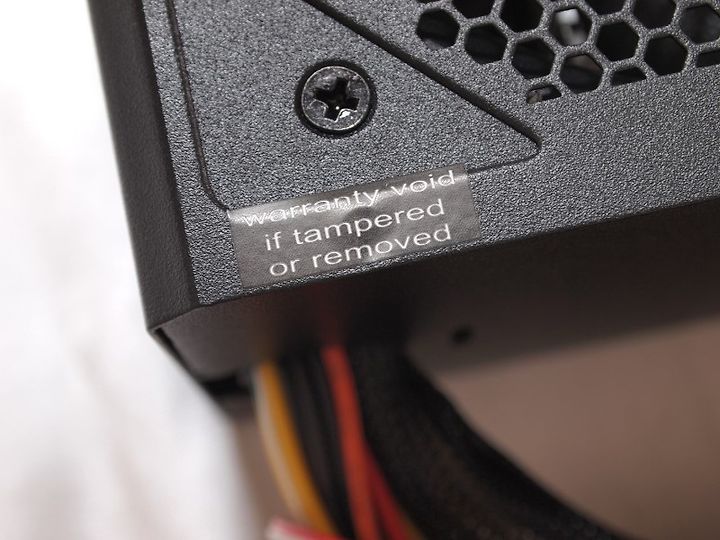 warranty void
if tampered
or removed